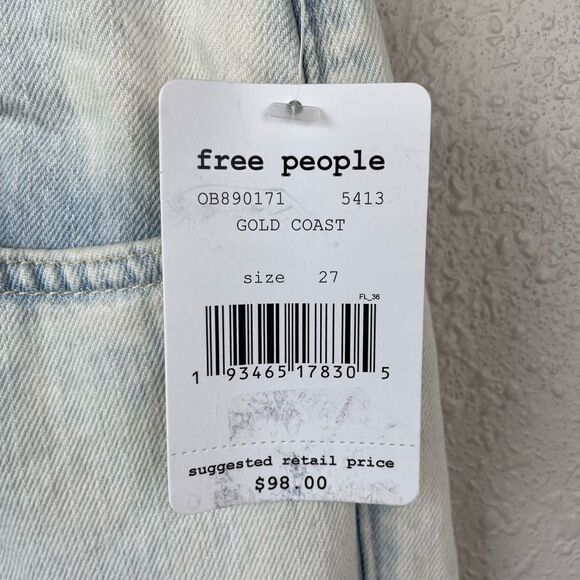 free people
OB890171 5413
GOLD COAST
size 27
FL_36
1 93465 17830 5
suggested retail price
$98.00